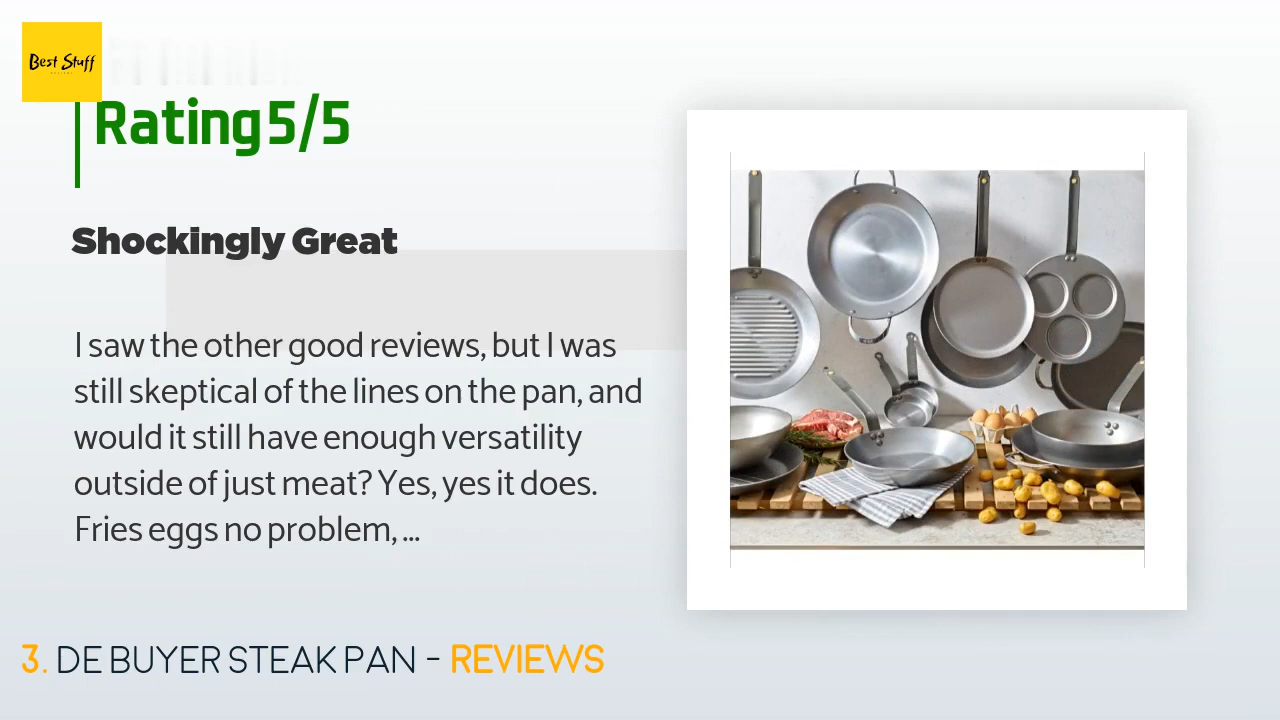 Best Stuff
Rating 5/5
Shockingly Great
I saw the other good reviews, but I was
still skeptical of the lines on the pan, and
would it still have enough versatility
outside of just meat? Yes, yes it does.
Fries eggs no problem, ...
3. DE BUYER STEAK PAN - REVIEWS